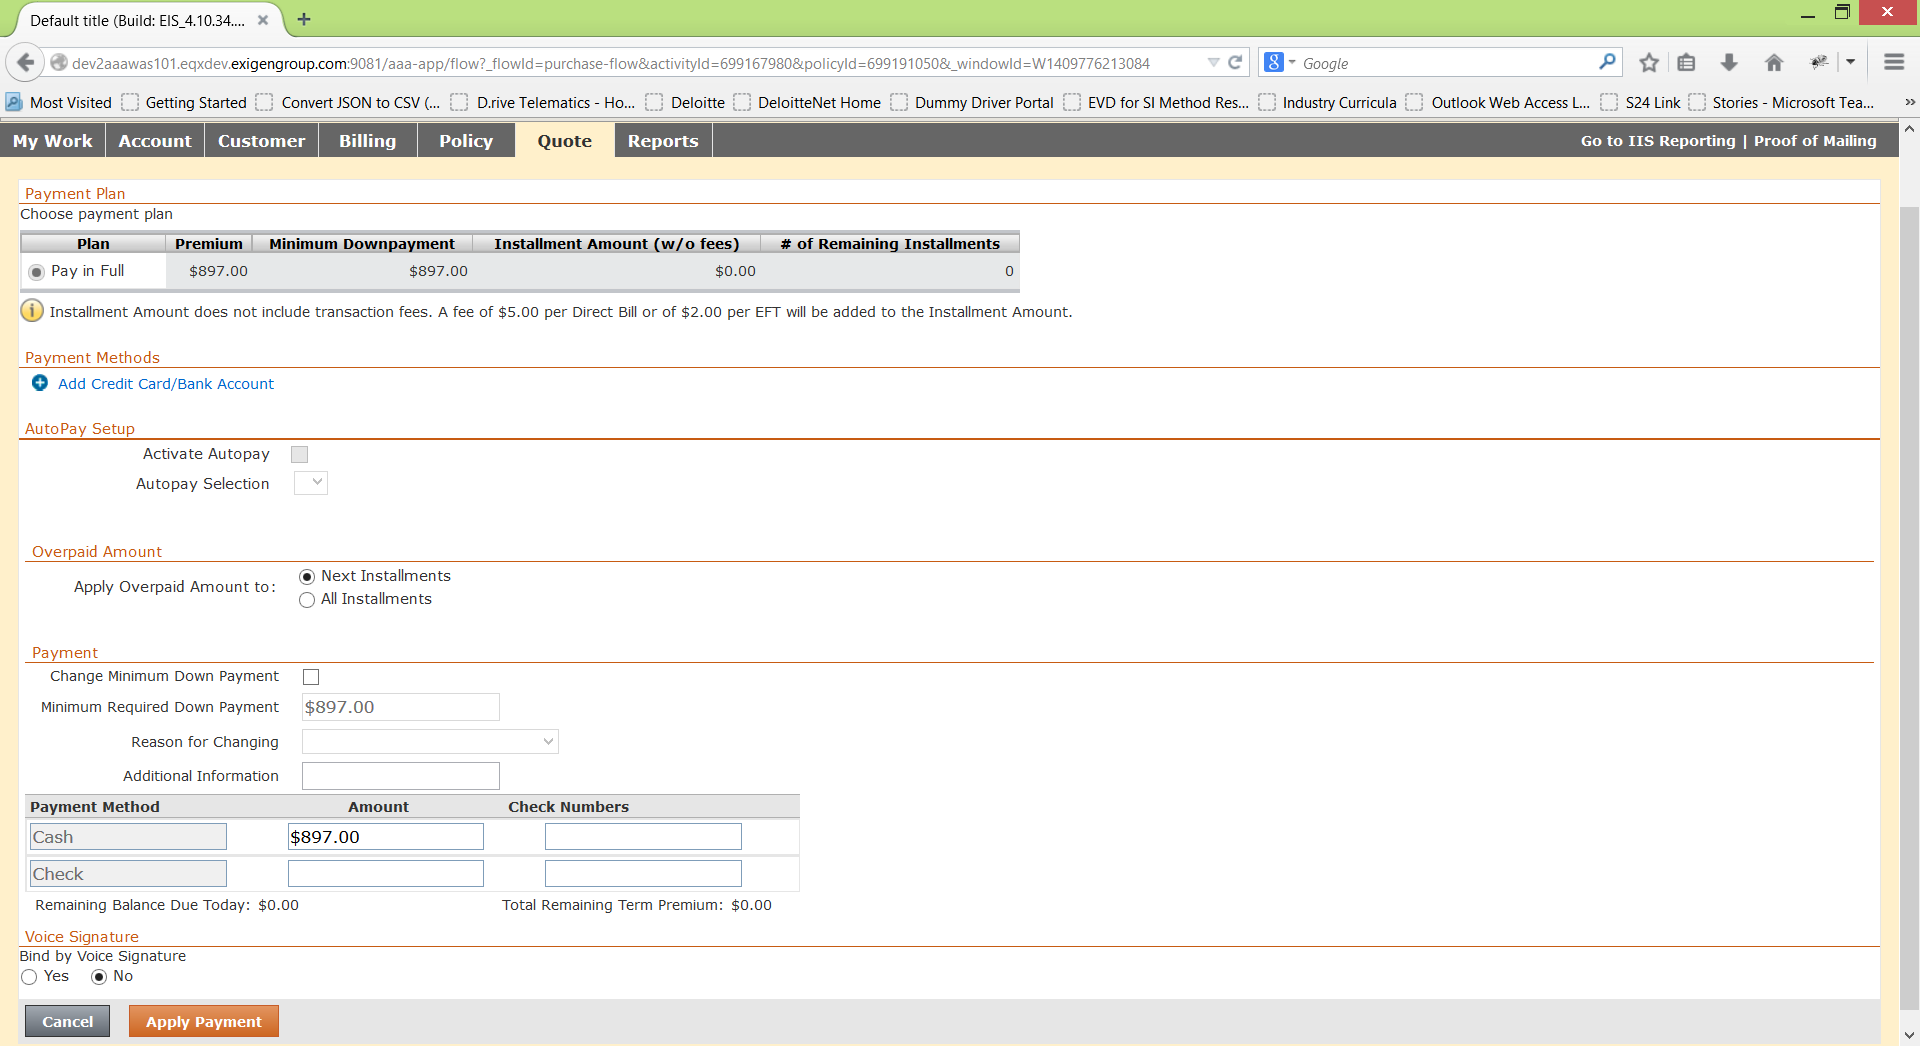 Default title (Build: EIS_4.10.34....
dev2aaawas101.eqxdev.exigengroup.com:9081/aaa-app/flow?_flowId=purchase-flow&activityId=699167980&policyId=699191050&_windowId=W1409776213084
Google
Most Visited Getting Started Convert JSON to CSV (... D.rive Telematics - Ho... Deloitte DeloitteNet Home Dummy Driver Portal EVD for SI Method Res... Industry Curricula Outlook Web Access L... S24 Link Stories - Microsoft Tea... »
My Work Account Customer Billing Policy Quote Reports Go to IIS Reporting | Proof of Mailing
Payment Plan
Choose payment plan
Plan Premium Minimum Downpayment Installment Amount (w/o fees) # of Remaining Installments
Pay in Full $897.00 $897.00 $0.00 0
Installment Amount does not include transaction fees. A fee of $5.00 per Direct Bill or of $2.00 per EFT will be added to the Installment Amount.
Payment Methods
Add Credit Card/Bank Account
AutoPay Setup
Activate Autopay
Autopay Selection
Overpaid Amount
Apply Overpaid Amount to:
Next Installments
All Installments
Payment
Change Minimum Down Payment
Minimum Required Down Payment $897.00
Reason for Changing
Additional Information
Payment Method Amount Check Numbers
Cash $897.00
Check
Remaining Balance Due Today: $0.00 Total Remaining Term Premium: $0.00
Voice Signature
Bind by Voice Signature
Yes No
Cancel Apply Payment